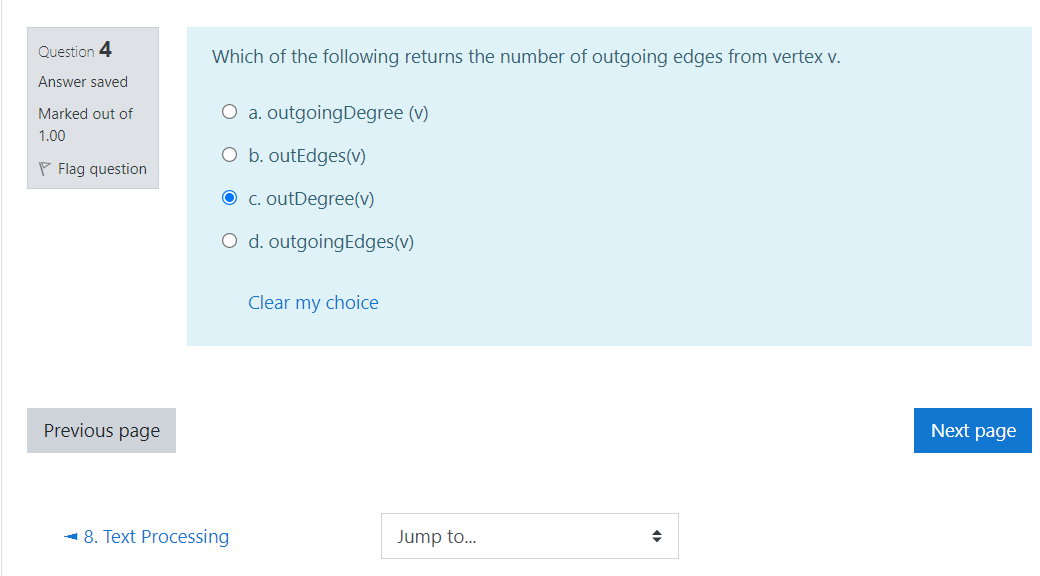 Question 4
Answer saved
Marked out of
1.00
Flag question
Which of the following returns the number of outgoing edges from vertex v.
a. outgoingDegree (v)
b. outEdges(v)
c. outDegree(v)
d. outgoingEdges(v)
Clear my choice
Previous page
Next page
◄ 8. Text Processing
Jump to...